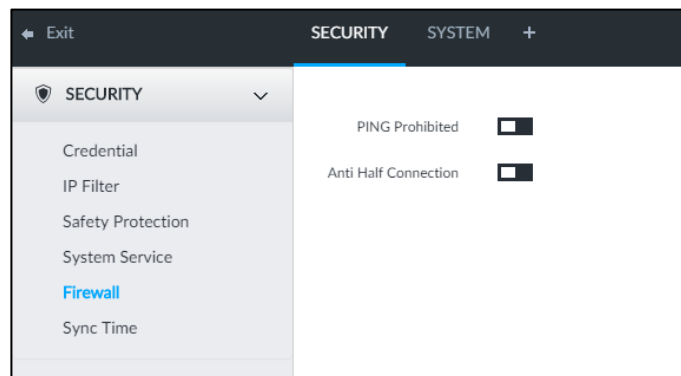 Exit
SECURITY SYSTEM +
SECURITY
Credential
IP Filter
Safety Protection
System Service
Firewall
Sync Time
PING Prohibited
Anti Half Connection